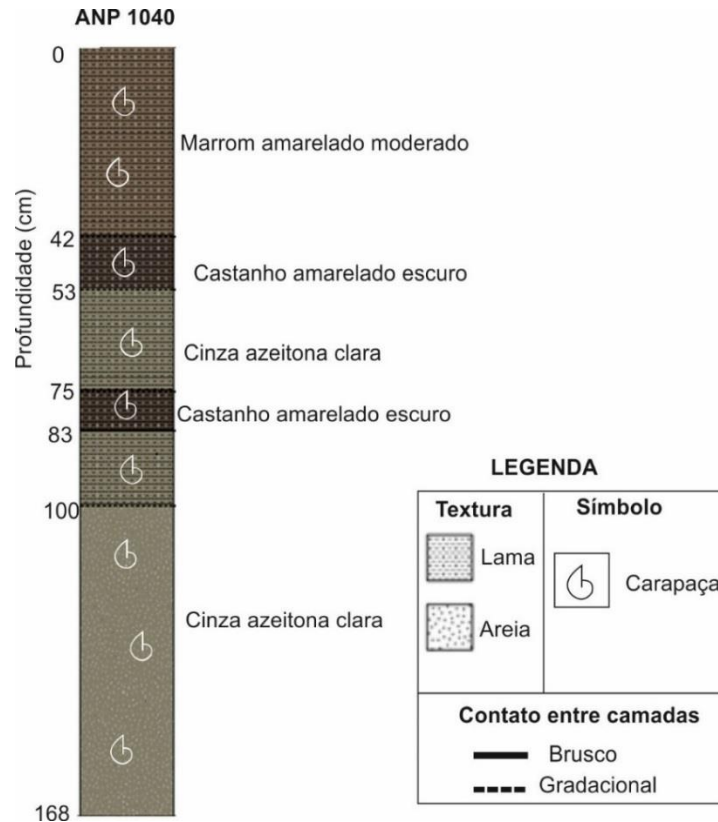 ANP 1040
0
Marrom amarelado moderado
Profundidade (cm)
42
Castanho amarelado escuro
53
Cinza azeitona clara
75
Castanho amarelado escuro
83
100
Cinza azeitona clara
168
LEGENDA
Textura
Lama
Areia
Símbolo
Carapaça
Contato entre camadas
Brusco
Gradacional